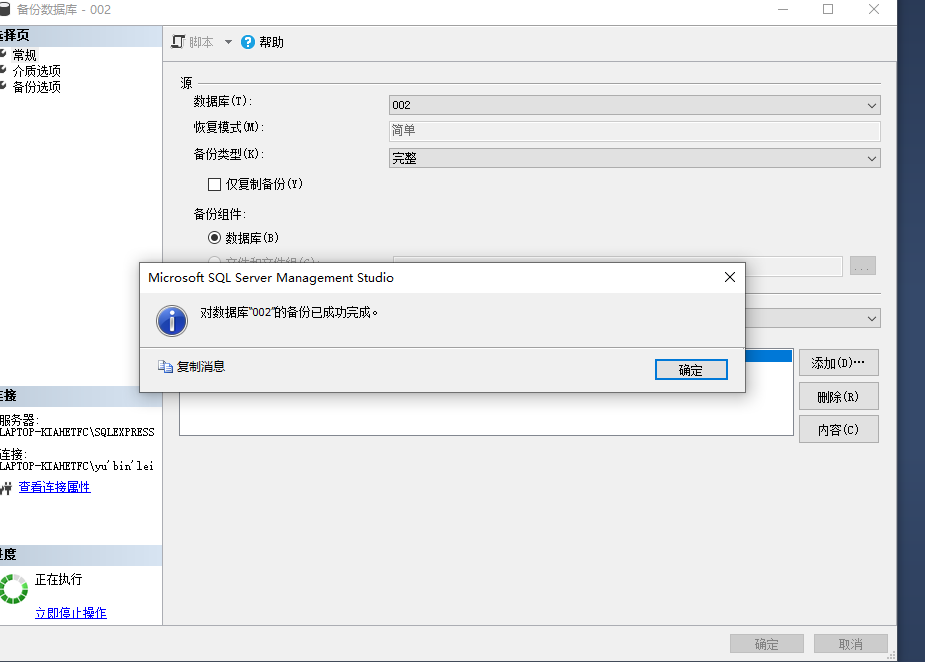 备份数据库 - 002
选择页
常规
介质选项
备份选项
脚本
帮助
源
数据库(T):
002
恢复模式(M):
简单
备份类型(K):
完整
仅复制备份(Y)
备份组件:
数据库(B)
Microsoft SQL Server Management Studio
对数据库“002”的备份已成功完成。
复制消息
确定
添加(D)…
删除(R)
内容(C)
连接
服务器:
LAPTOP-KIAHETFC\SQLEXPRESS
连接:
LAPTOP-KIAHETFC\yu'bin'lei
查看连接属性
进度
正在执行
立即停止操作
确定
取消